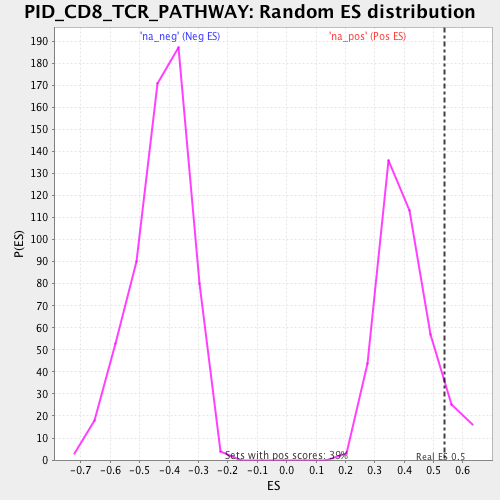 PID_CD8_TCR_PATHWAY: Random ES distribution
'na_neg' (Neg ES) 'na_pos' (Pos ES)
190
180
170
160
150
140
130
120
110
100
90
80
70
60
50
40
30
20
10
0
P(ES)
Sets with pos scores: 39%
Real ES 0.5
-0.7 -0.6 -0.5 -0.4 -0.3 -0.2 -0.1 0.0 0.1 0.2 0.3 0.4 0.5 0.6
ES